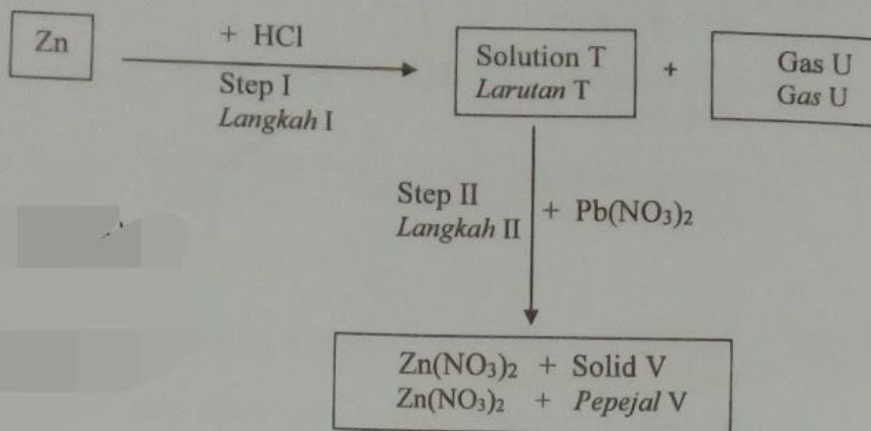 Zn
+ HCl
Step I
Langkah I
Solution T
Larutan T
+
Gas U
Gas U
Step II
Langkah II
+ Pb(NO₃)₂
Zn(NO₃)₂ + Solid V
Zn(NO₃)₂ + Pepejal V